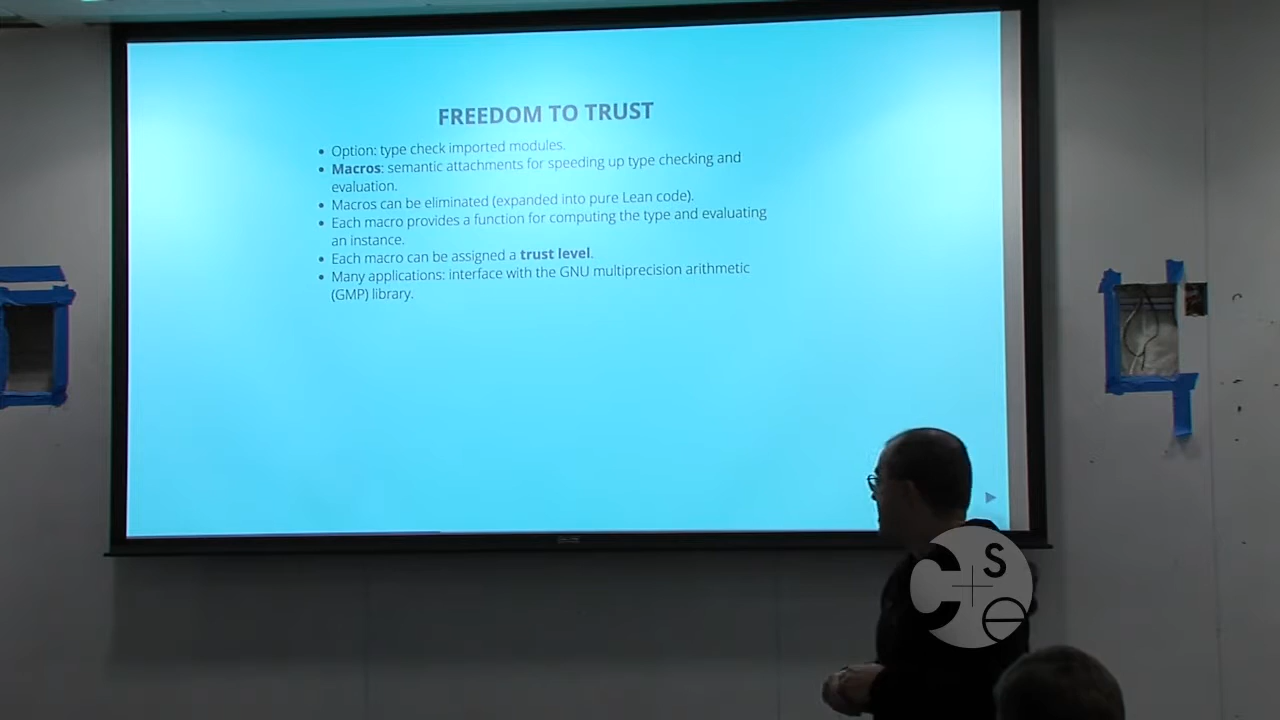 FREEDOM TO TRUST
• Option: type check imported modules.
• Macros: semantic attachments for speeding up type checking and
evaluation.
• Macros can be eliminated (expanded into pure Lean code).
• Each macro provides a function for computing the type and evaluating
an instance.
• Each macro can be assigned a trust level.
• Many applications: interface with the GNU multiprecision arithmetic
(GMP) library.
C s e